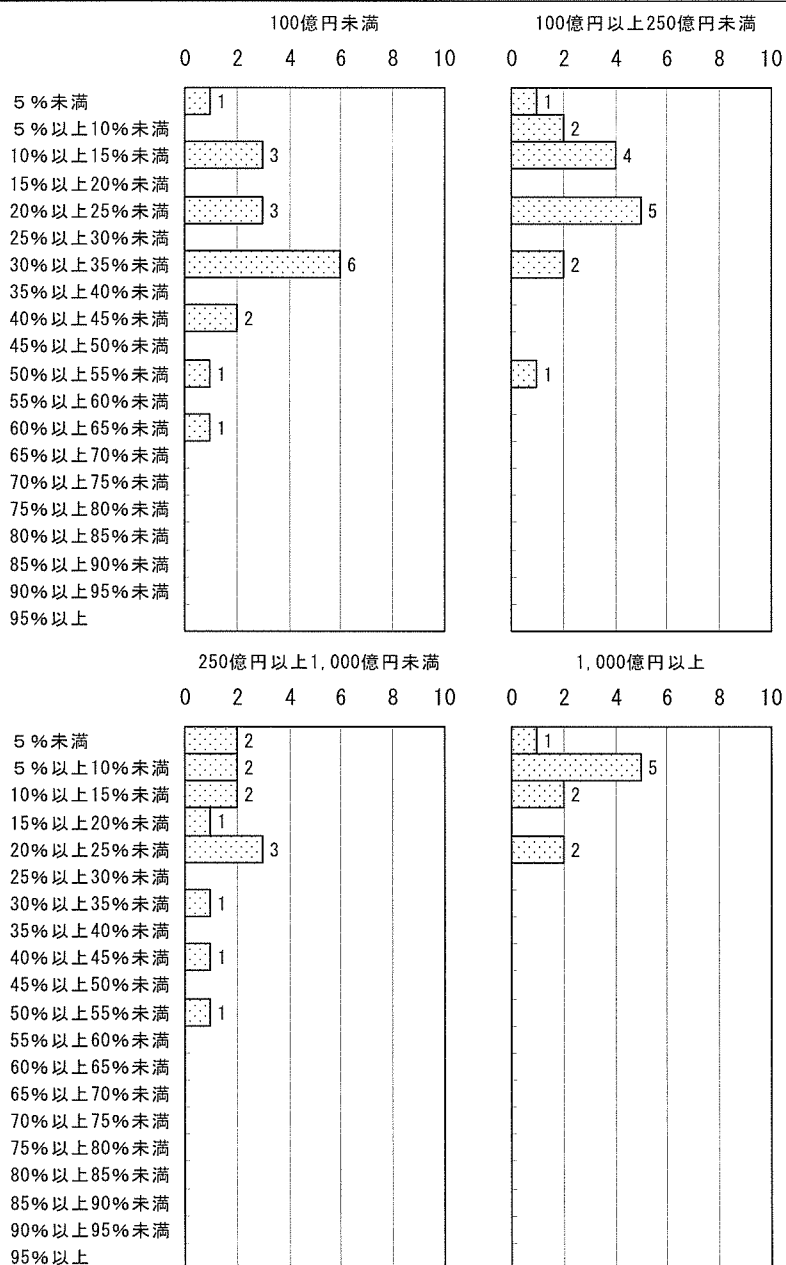 100億円未満 100億円以上250億円未満
0 2 4 6 8 10 0 2 4 6 8 10
5%未満 1 1
5%以上10%未満 2
10%以上15%未満 3 4
15%以上20%未満
20%以上25%未満 3 5
25%以上30%未満
30%以上35%未満 6 2
35%以上40%未満
40%以上45%未満 2
45%以上50%未満
50%以上55%未満 1 1
55%以上60%未満
60%以上65%未満 1
65%以上70%未満
70%以上75%未満
75%以上80%未満
80%以上85%未満
85%以上90%未満
90%以上95%未満
95%以上
250億円以上1,000億円未満 1,000億円以上
0 2 4 6 8 10 0 2 4 6 8 10
5%未満 2 1
5%以上10%未満 2 5
10%以上15%未満 2 2
15%以上20%未満 1
20%以上25%未満 3 2
25%以上30%未満
30%以上35%未満 1
35%以上40%未満
40%以上45%未満 1
45%以上50%未満
50%以上55%未満 1
55%以上60%未満
60%以上65%未満
65%以上70%未満
70%以上75%未満
75%以上80%未満
80%以上85%未満
85%以上90%未満
90%以上95%未満
95%以上